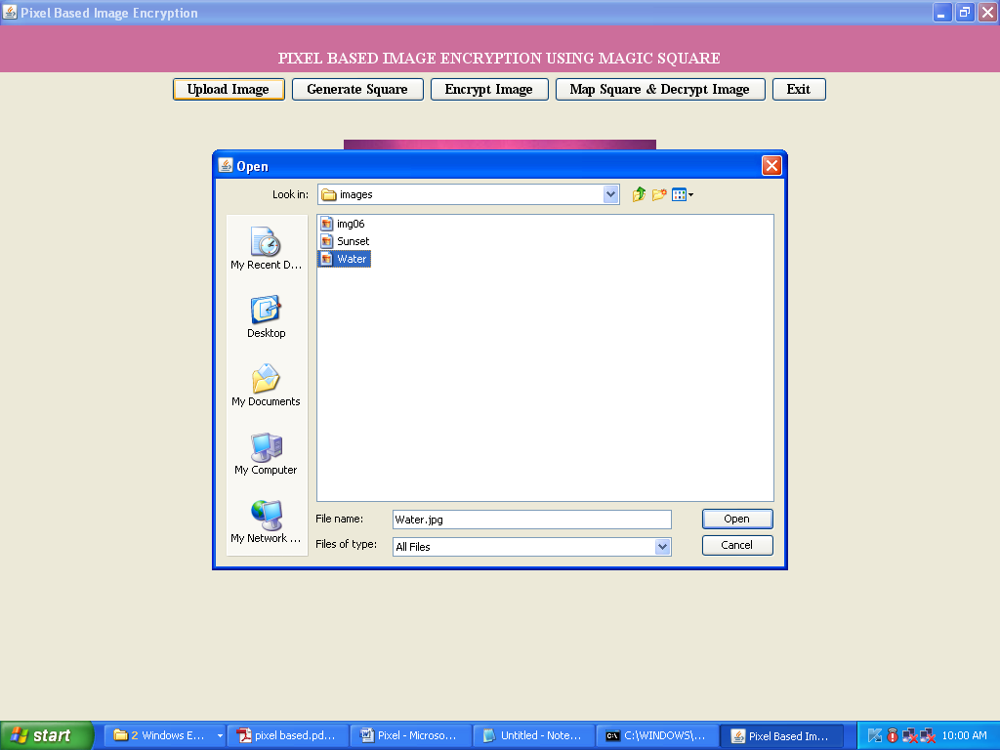 Pixel Based Image Encryption
PIXEL BASED IMAGE ENCRYPTION USING MAGIC SQUARE
Upload Image Generate Square Encrypt Image Map Square & Decrypt Image Exit
Open
Look in: images
img06
Sunset
Water
My Recent D...
Desktop
My Documents
My Computer
My Network ...
File name: Water.jpg Open
Files of type: All Files Cancel
start 2 Windows E... pixel based.pd... Pixel - Microso... Untitled - Note... C:\WINDOWS\... Pixel Based Im... 10:00 AM